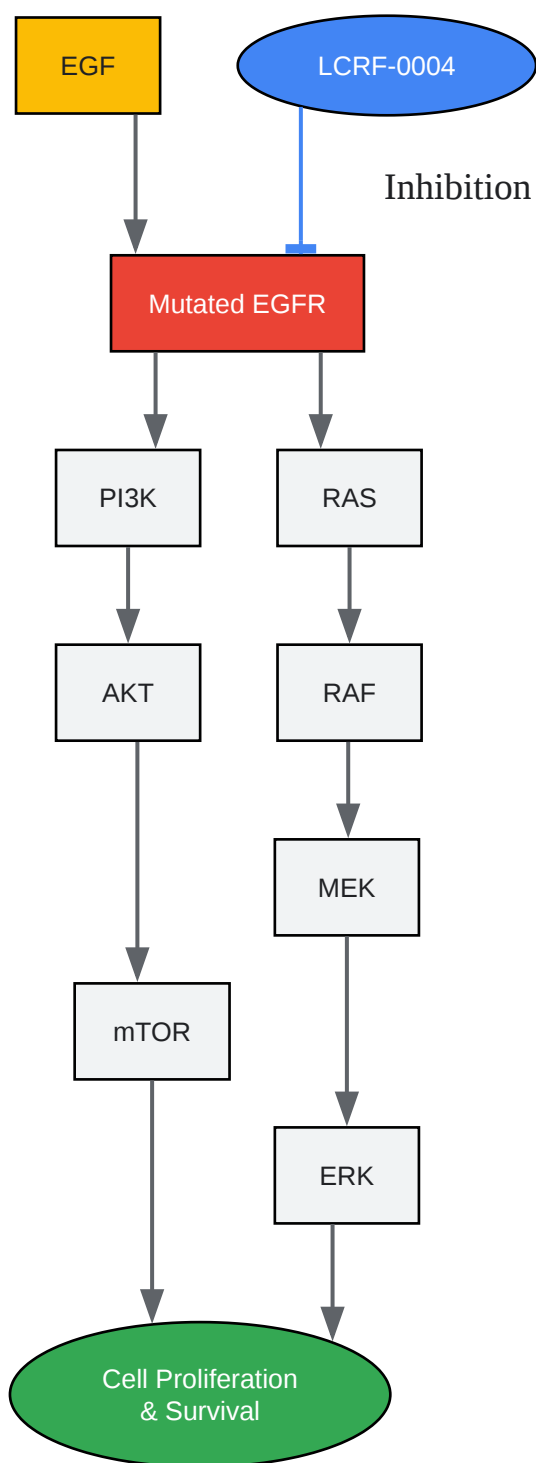 EGF
LCRF-0004
Inhibition
Mutated EGFR
PI3K
RAS
AKT
RAF
MEK
mTOR
ERK
Cell Proliferation
& Survival